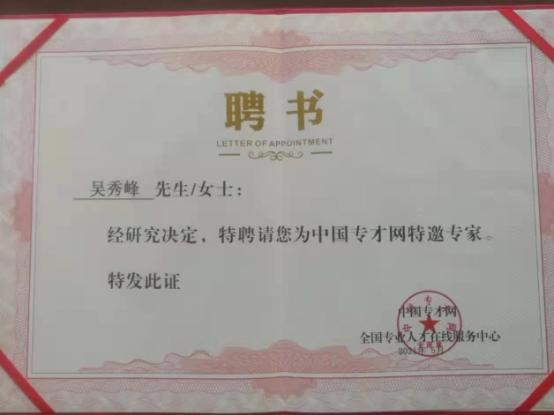 聘书
LETTER OF APPOINTMENT
吴秀峰 先生/女士：
经研究决定，特聘请您为中国专才网特邀专家。
特发此证
中国专才网
全国专业人才在线服务中心